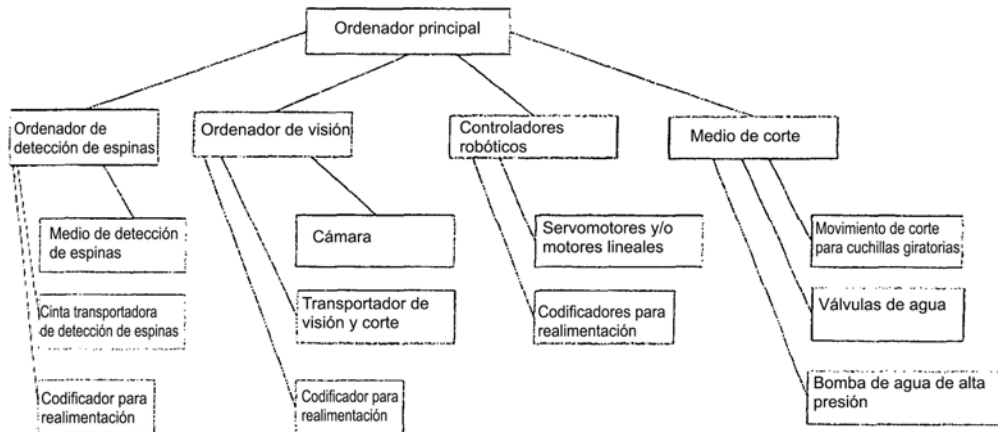 Ordenador principal
Ordenador de
detección de espinas
Ordenador de visión
Controladores
robóticos
Medio de corte
Medio de detección
de espinas
Cámara
Servomotores y/o
motores lineales
Movimiento de corte
para cuchillas giratorias
Cinta transportadora
de detección de espinas
Transportador de
visión y corte
Codificadores para
realimentación
Válvulas de agua
Codificador para
realimentación
Codificador para
realimentación
Bomba de agua de alta
presión